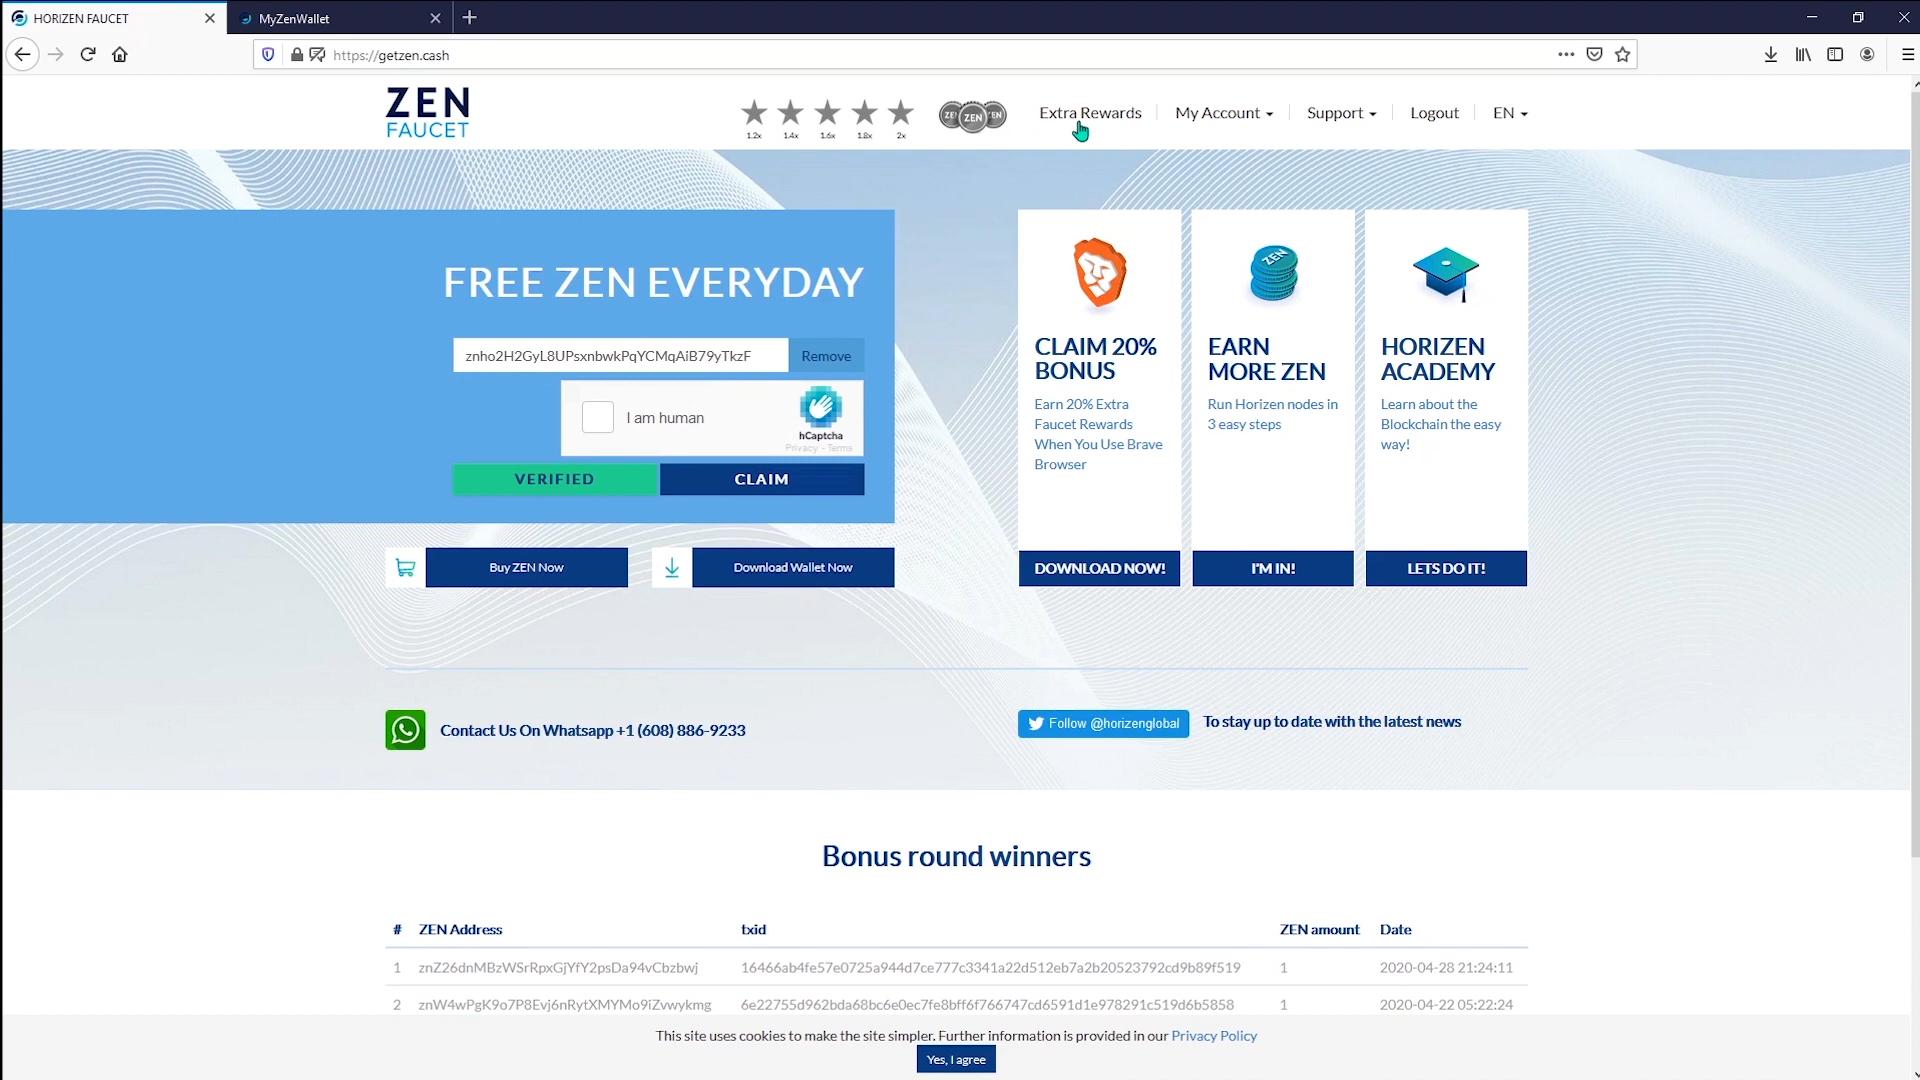 HORIZEN FAUCET
MyZenWallet
https://getzen.cash
ZEN
FAUCET
1.2x 1.4x 1.6x 1.8x 2x
ZEN
Extra Rewards
My Account
Support
Logout
EN
FREE ZEN EVERYDAY
znho2H2GyL8UPsxnbwkPqYCMqAiB79yTkzF
Remove
I am human
hCaptcha
Privacy - Terms
VERIFIED
CLAIM
Buy ZEN Now
Download Wallet Now
ZEN
CLAIM 20%
BONUS
Earn 20% Extra
Faucet Rewards
When You Use Brave
Browser
DOWNLOAD NOW!
EARN
MORE ZEN
Run Horizen nodes in
3 easy steps
I'M IN!
HORIZEN
ACADEMY
Learn about the
Blockchain the easy
way!
LETS DO IT!
Contact Us On Whatsapp +1 (608) 886-9233
Follow @horizenglobal
To stay up to date with the latest news
Bonus round winners
# ZEN Address txid ZEN amount Date
1 znZ26dnMBzWSrRpxGjYfY2psDa94vCbzbwj 16466ab4fe57e0725a944d7ce777c3341a22d512eb7a2b20523792cd9b89f519 1 2020-04-28 21:24:11
2 znW4wPgK9o7P8Evj6nRytXMYMo9iZvwykmg 6e22755d962bda68bc6e0ec7fe8bff6f766747cd6591d1e978291c519d6b5858 1 2020-04-22 05:22:24
This site uses cookies to make the site simpler. Further information is provided in our Privacy Policy
Yes, I agree